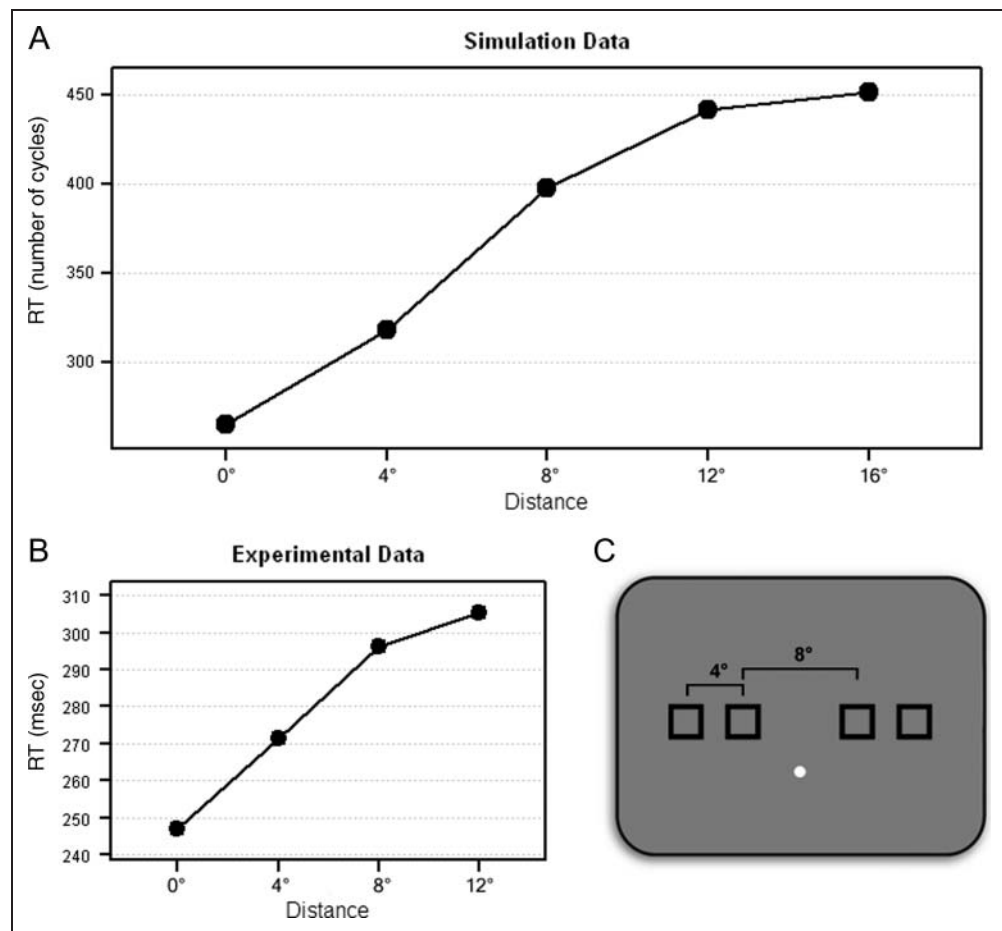 A
Simulation Data
RT (number of cycles)
450
400
350
300
0° 4° 8° 12° 16°
Distance
B
Experimental Data
RT (msec)
310
300
290
280
270
260
250
240
0° 4° 8° 12°
Distance
C
4° 8°